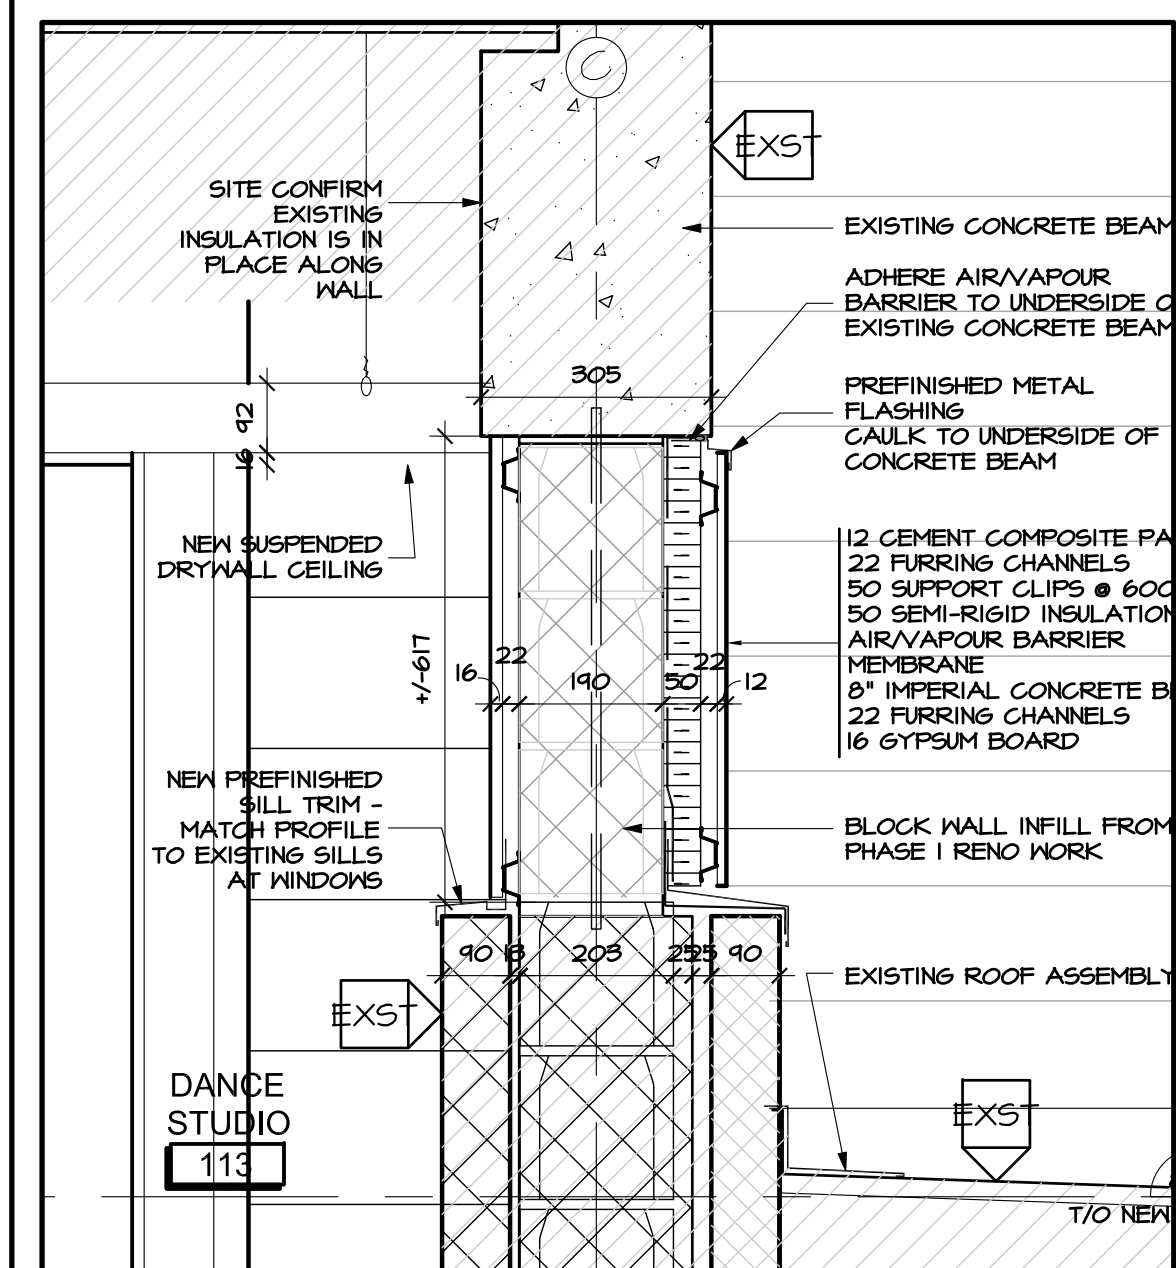 EXST
SITE CONFIRM
EXISTING
INSULATION IS IN
PLACE ALONG
WALL
EXISTING CONCRETE BEAM
ADHERE AIR/VAPOUR
BARRIER TO UNDERSIDE O
EXISTING CONCRETE BEAM
305
PREFINISHED METAL
FLASHING
CAULK TO UNDERSIDE OF
CONCRETE BEAM
92
16
NEW SUSPENDED
DRYWALL CEILING
12 CEMENT COMPOSITE PA
22 FURRING CHANNELS
50 SUPPORT CLIPS @ 600
50 SEMI-RIGID INSULATION
AIR/VAPOUR BARRIER
MEMBRANE
8" IMPERIAL CONCRETE B
22 FURRING CHANNELS
16 GYPSUM BOARD
+/-617
16 22 190 50 22 12
NEW PREFINISHED
SILL TRIM -
MATCH PROFILE
TO EXISTING SILLS
AT WINDOWS
BLOCK WALL INFILL FROM
PHASE 1 RENO WORK
90 13 203 25 25 90
EXISTING ROOF ASSEMBLY
EXST
DANCE
STUDIO
113
EXST
T/O NEW